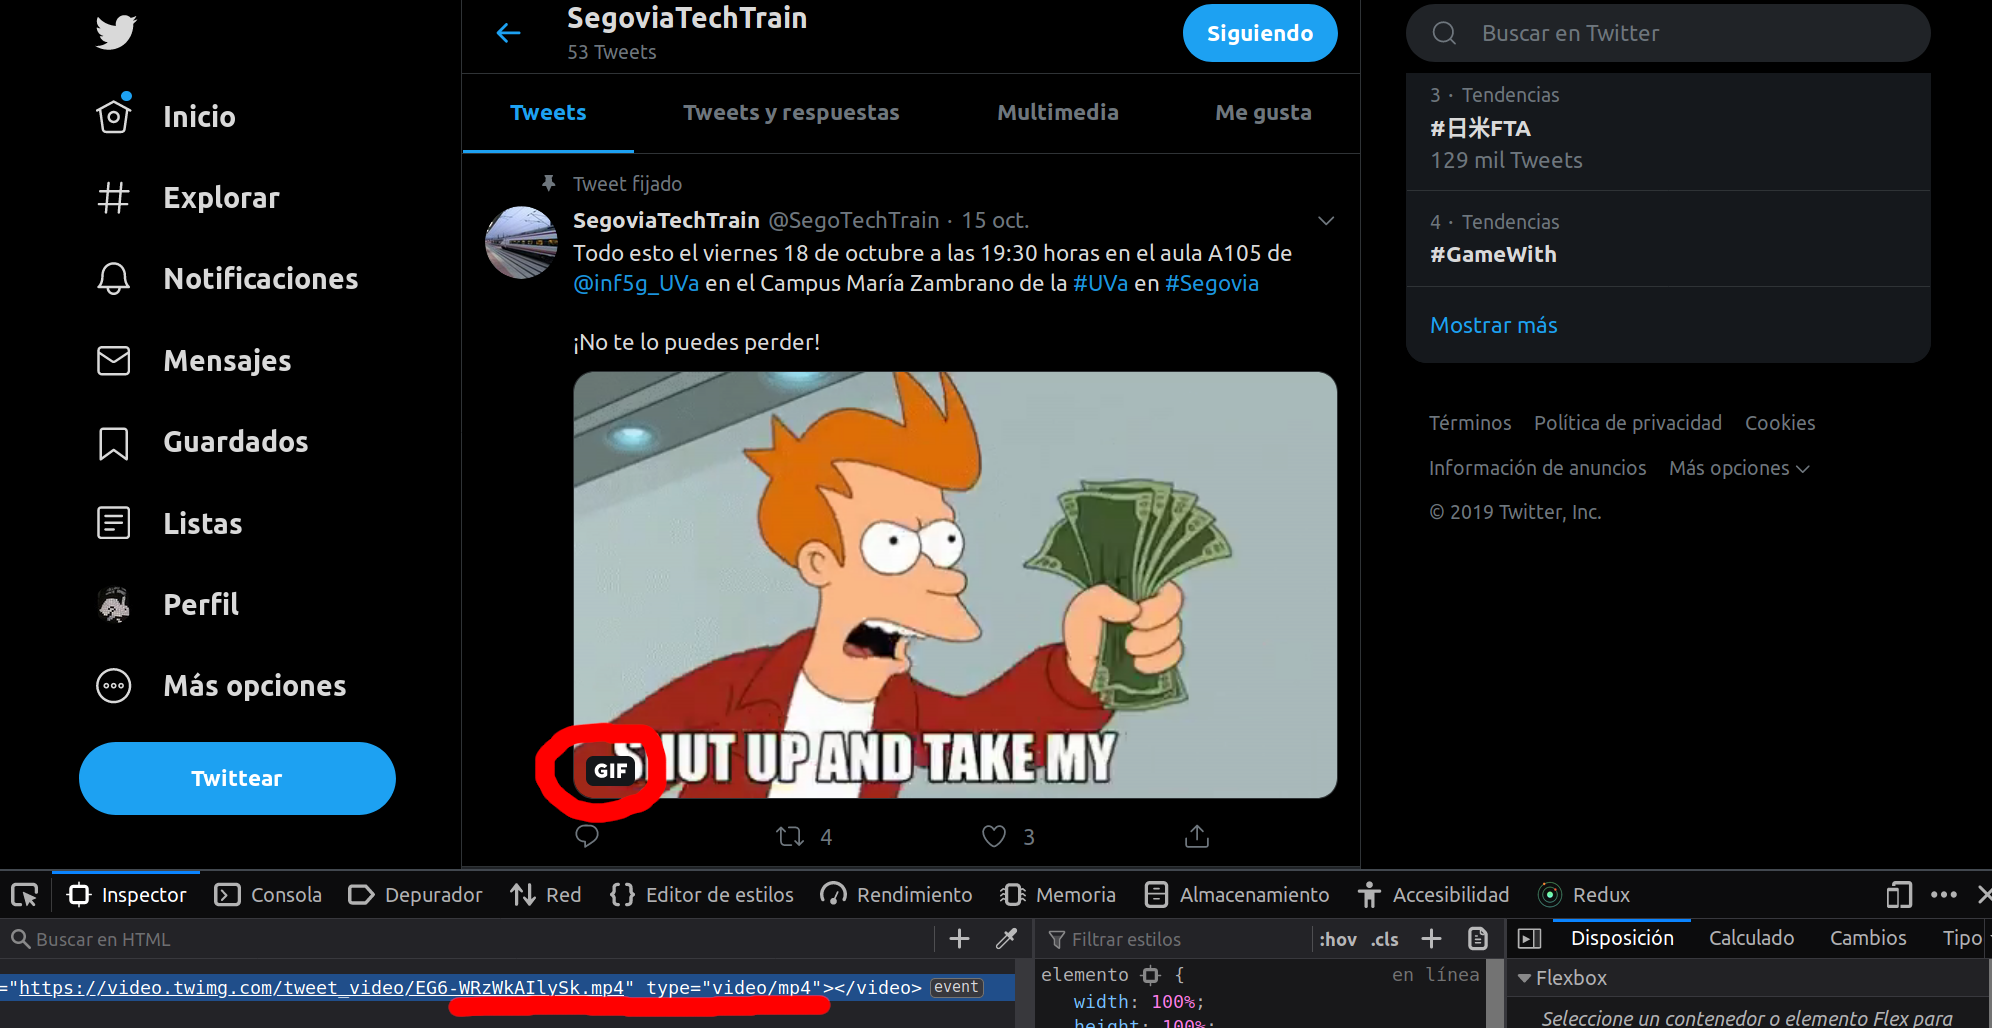 Inicio
Explorar
Notificaciones
Mensajes
Guardados
Listas
Perfil
Más opciones
Twittear
SegoviaTechTrain
53 Tweets
Siguiendo
Tweets
Tweets y respuestas
Multimedia
Me gusta
Tweet fijado
SegoviaTechTrain @SegoTechTrain · 15 oct.
Todo esto el viernes 18 de octubre a las 19:30 horas en el aula A105 de
@inf5g_UVa en el Campus María Zambrano de la #UVa en #Segovia
¡No te lo puedes perder!
SHUT UP AND TAKE MY
GIF
4
3
Buscar en Twitter
3 · Tendencias
#日米FTA
129 mil Tweets
4 · Tendencias
#GameWith
Mostrar más
Términos Política de privacidad Cookies
Información de anuncios Más opciones
© 2019 Twitter, Inc.
Inspector Consola Depurador Red Editor de estilos Rendimiento Memoria Almacenamiento Accesibilidad Redux
Buscar en HTML
="https://video.twimg.com/tweet_video/EG6-WRzWkAIlySk.mp4" type="video/mp4"></video> event
Filtrar estilos :hov .cls
elemento { en línea
width: 100%;
height: 100%;
Disposición Calculado Cambios Tipo
Flexbox
Seleccione un contenedor o elemento Flex para